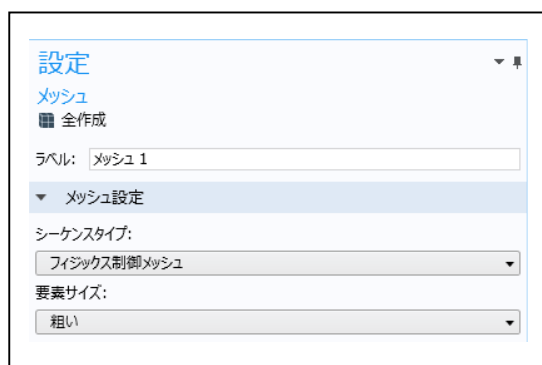 設定
メッシュ
全作成
ラベル: メッシュ 1
メッシュ設定
シーケンスタイプ:
フィジックス制御メッシュ
要素サイズ:
粗い